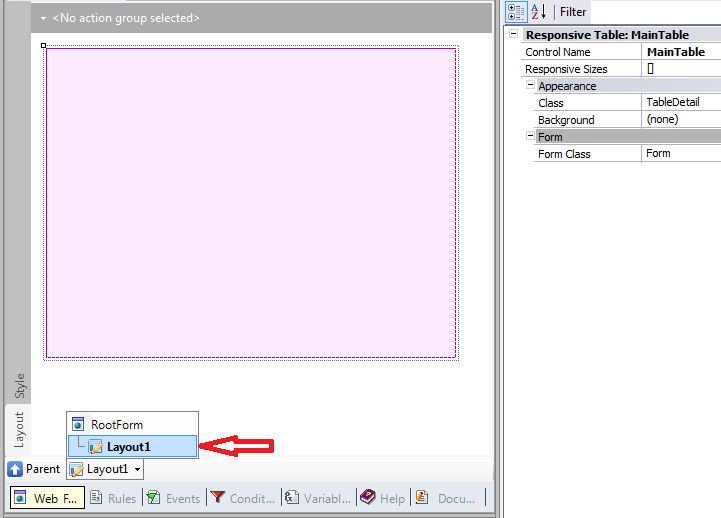 <No action group selected>
Filter
Responsive Table: MainTable
Control Name MainTable
Responsive Sizes []
Appearance
Class TableDetail
Background (none)
Form
Form Class Form
Style
Layout
RootForm
Layout1
Parent Layout1
Web F... Rules Events Condit... Variabl... Help Docu...